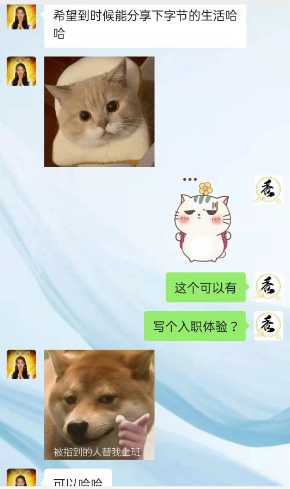 希望到时候能分享下字节的生活哈
哈
这个可以有
写个入职体验？
被指到的人替我上班
可以哈哈